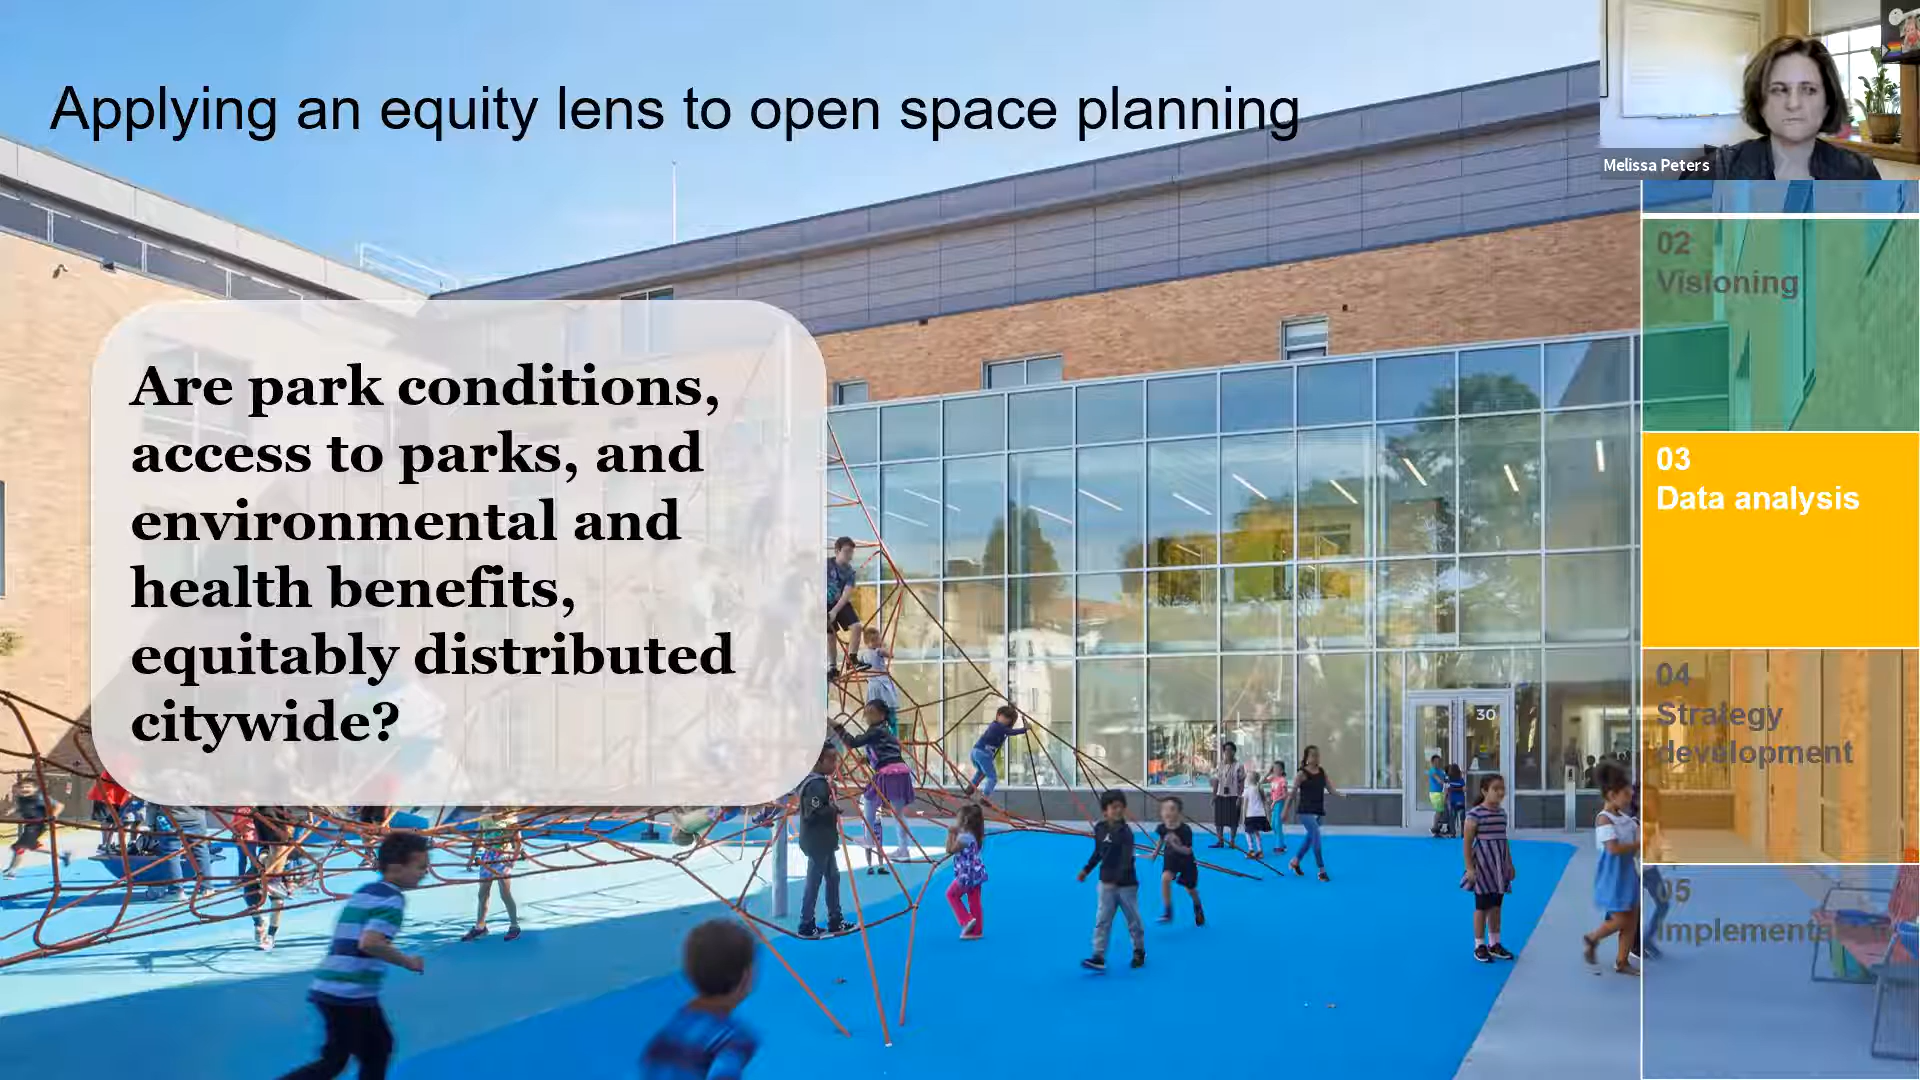 Applying an equity lens to open space planning
Melissa Peters
Are park conditions,
access to parks, and
environmental and
health benefits,
equitably distributed
citywide?
02
Visioning
03
Data analysis
04
Strategy
development
05
30